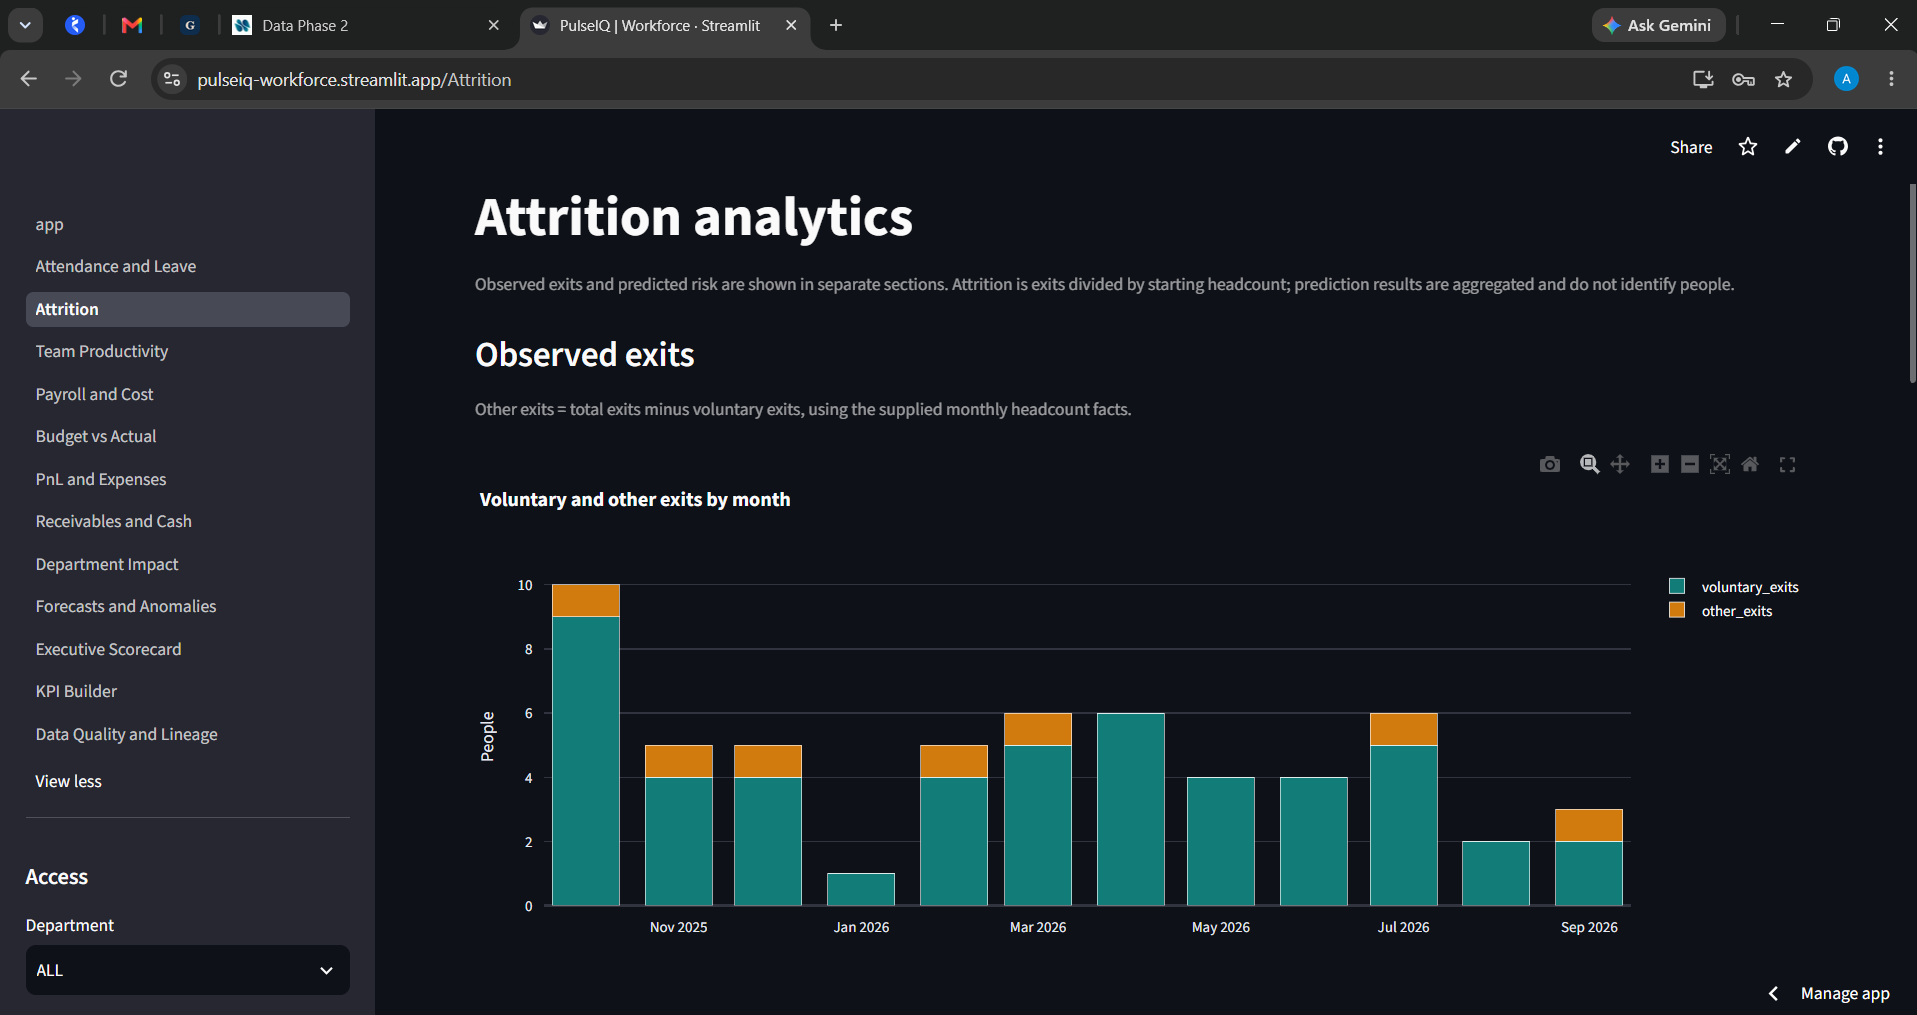 G
Data Phase 2
PulseIQ | Workforce · Streamlit
Ask Gemini
pulseiq-workforce.streamlit.app/Attrition
A
Share
app
Attendance and Leave
Attrition
Team Productivity
Payroll and Cost
Budget vs Actual
PnL and Expenses
Receivables and Cash
Department Impact
Forecasts and Anomalies
Executive Scorecard
KPI Builder
Data Quality and Lineage
View less
Access
Department
ALL
Attrition analytics
Observed exits and predicted risk are shown in separate sections. Attrition is exits divided by starting headcount; prediction results are aggregated and do not identify people.
Observed exits
Other exits = total exits minus voluntary exits, using the supplied monthly headcount facts.
Voluntary and other exits by month
People
10
8
6
4
2
0
Nov 2025
Jan 2026
Mar 2026
May 2026
Jul 2026
Sep 2026
voluntary_exits
other_exits
Manage app